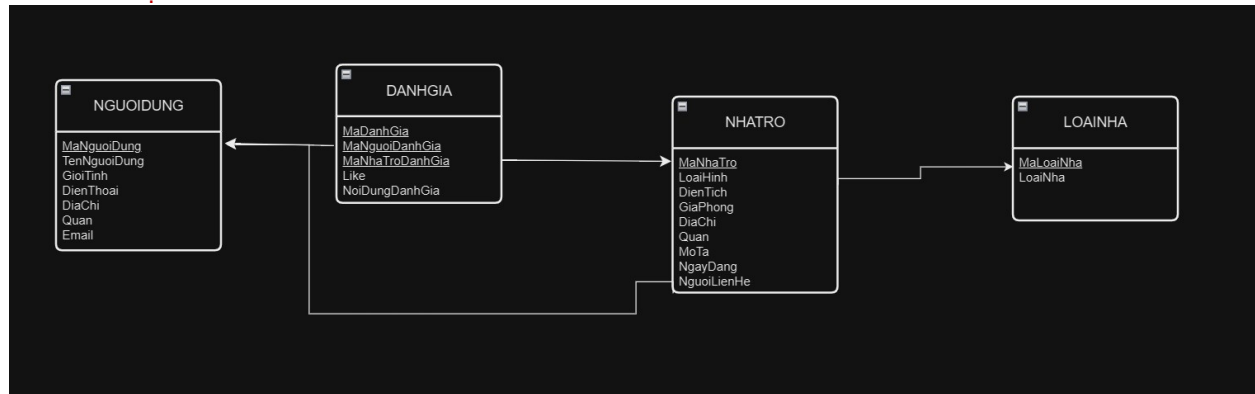 NGUOIDUNG
MaNguoiDung
TenNguoiDung
GioiTinh
DienThoai
DiaChi
Quan
Email
DANHGIA
MaDanhGia
MaNguoiDanhGia
MaNhaTroDanhGia
Like
NoiDungDanhGia
NHATRO
MaNhaTro
LoaiHinh
DienTich
GiaPhong
DiaChi
Quan
MoTa
NgayDang
NguoiLienHe
LOAINHA
MaLoaiNha
LoaiNha